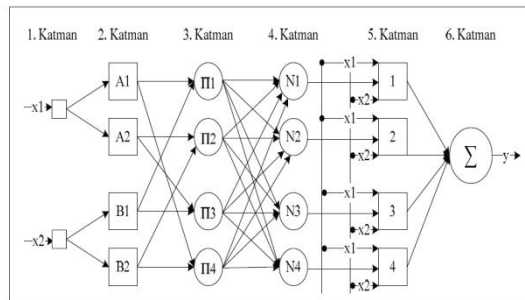 1. Katman 2. Katman 3. Katman 4. Katman 5. Katman 6. Katman
x1 A1 Π1 N1 x1 1 x2
A2 Π2 N2 x1 2 x2
Σ y
x2 B1 Π3 N3 x1 3 x2
B2 Π4 N4 x1 4 x2